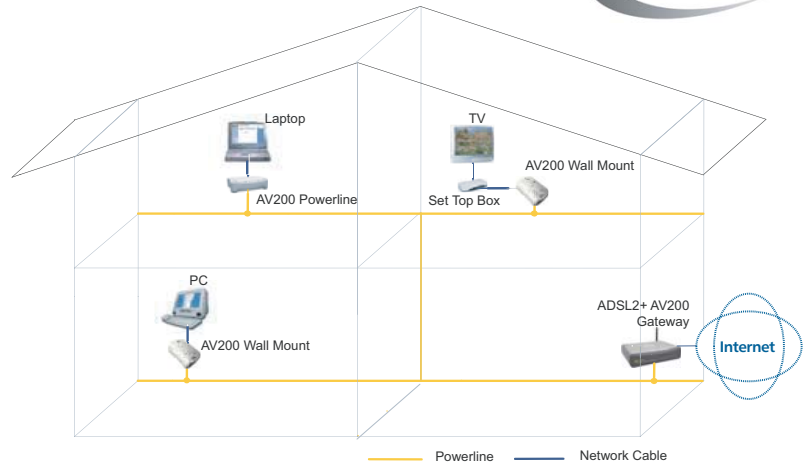 Laptop
TV
AV200 Wall Mount
AV200 Powerline
Set Top Box
PC
ADSL2+ AV200
Gateway
Internet
AV200 Wall Mount
Powerline
Network Cable